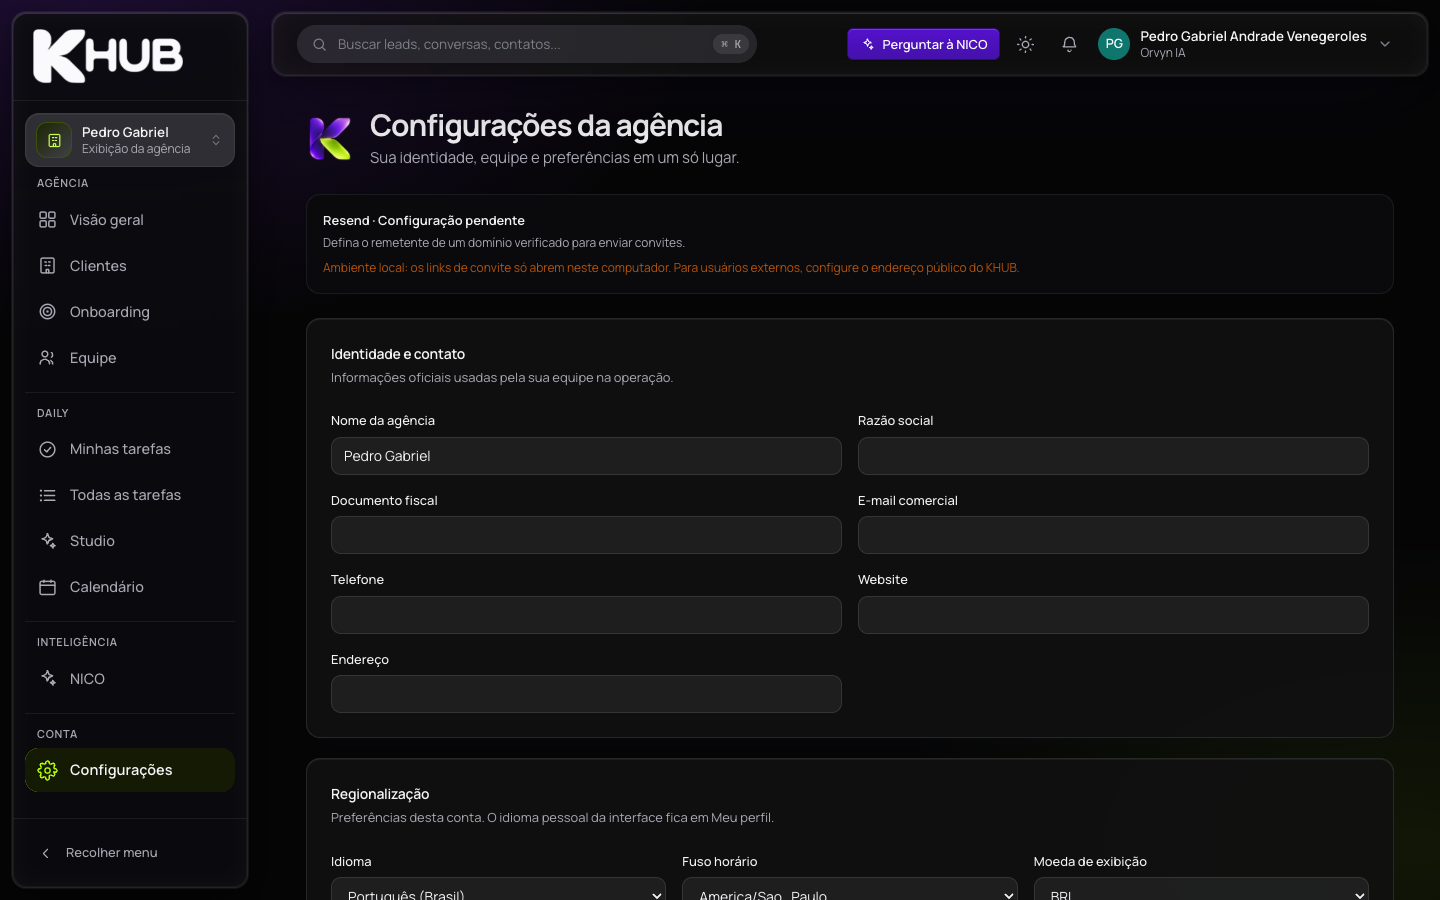 KHUB
Pedro Gabriel
Exibição da agência
AGÊNCIA
Visão geral
Clientes
Onboarding
Equipe
DAILY
Minhas tarefas
Todas as tarefas
Studio
Calendário
INTELIGÊNCIA
NICO
CONTA
Configurações
Recolher menu
Buscar leads, conversas, contatos...
⌘ K
Perguntar à NICO
PG
Pedro Gabriel Andrade Venegeroles
Orvyn IA
Configurações da agência
Sua identidade, equipe e preferências em um só lugar.
Resend · Configuração pendente
Defina o remetente de um domínio verificado para enviar convites.
Ambiente local: os links de convite só abrem neste computador. Para usuários externos, configure o endereço público do KHUB.
Identidade e contato
Informações oficiais usadas pela sua equipe na operação.
Nome da agência
Razão social
Pedro Gabriel
Documento fiscal
E-mail comercial
Telefone
Website
Endereço
Regionalização
Preferências desta conta. O idioma pessoal da interface fica em Meu perfil.
Idioma
Fuso horário
Moeda de exibição
Português (Brasil)
America/Sao_Paulo
BRL